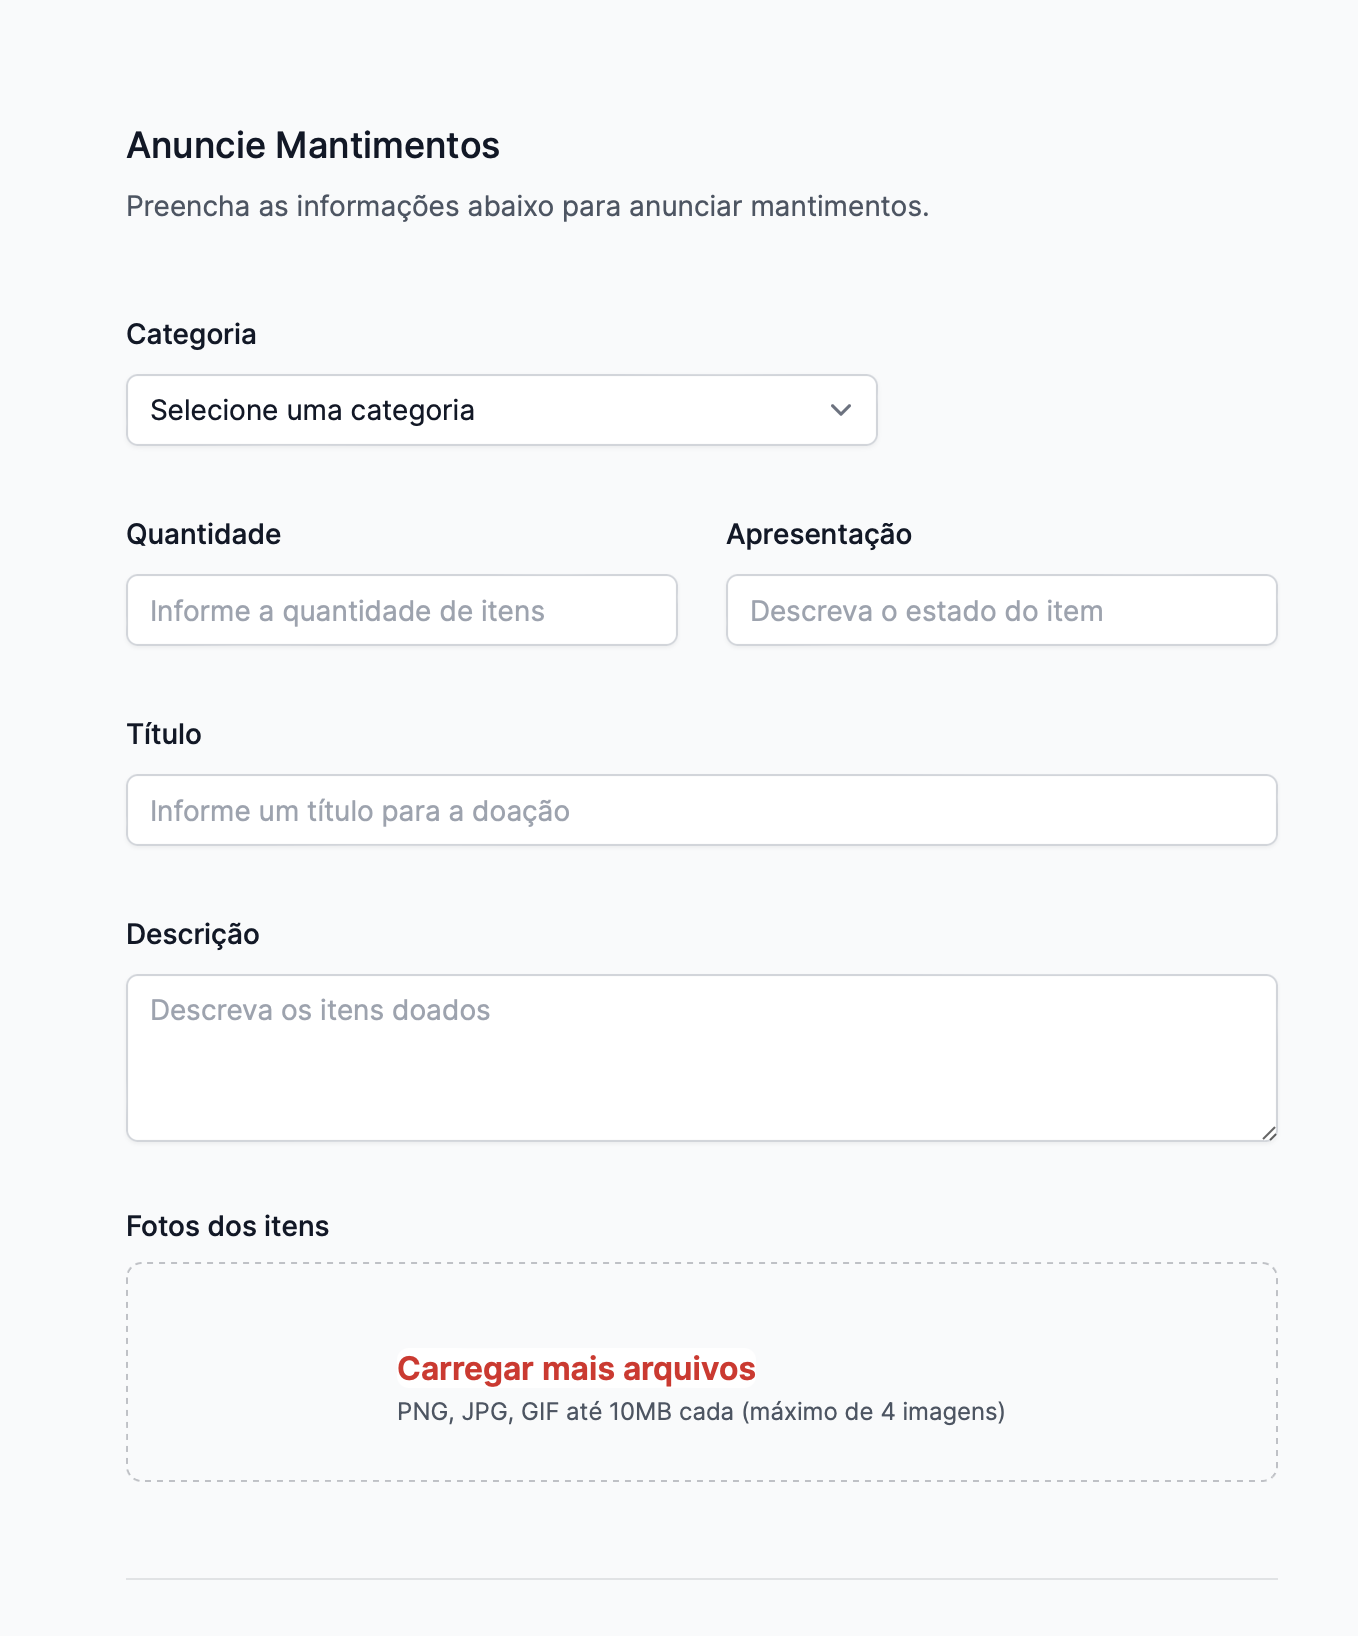 Anuncie Mantimentos
Preencha as informações abaixo para anunciar mantimentos.
Categoria
Selecione uma categoria
Quantidade
Apresentação
Informe a quantidade de itens
Descreva o estado do item
Título
Informe um título para a doação
Descrição
Descreva os itens doados
Fotos dos itens
Carregar mais arquivos
PNG, JPG, GIF até 10MB cada (máximo de 4 imagens)